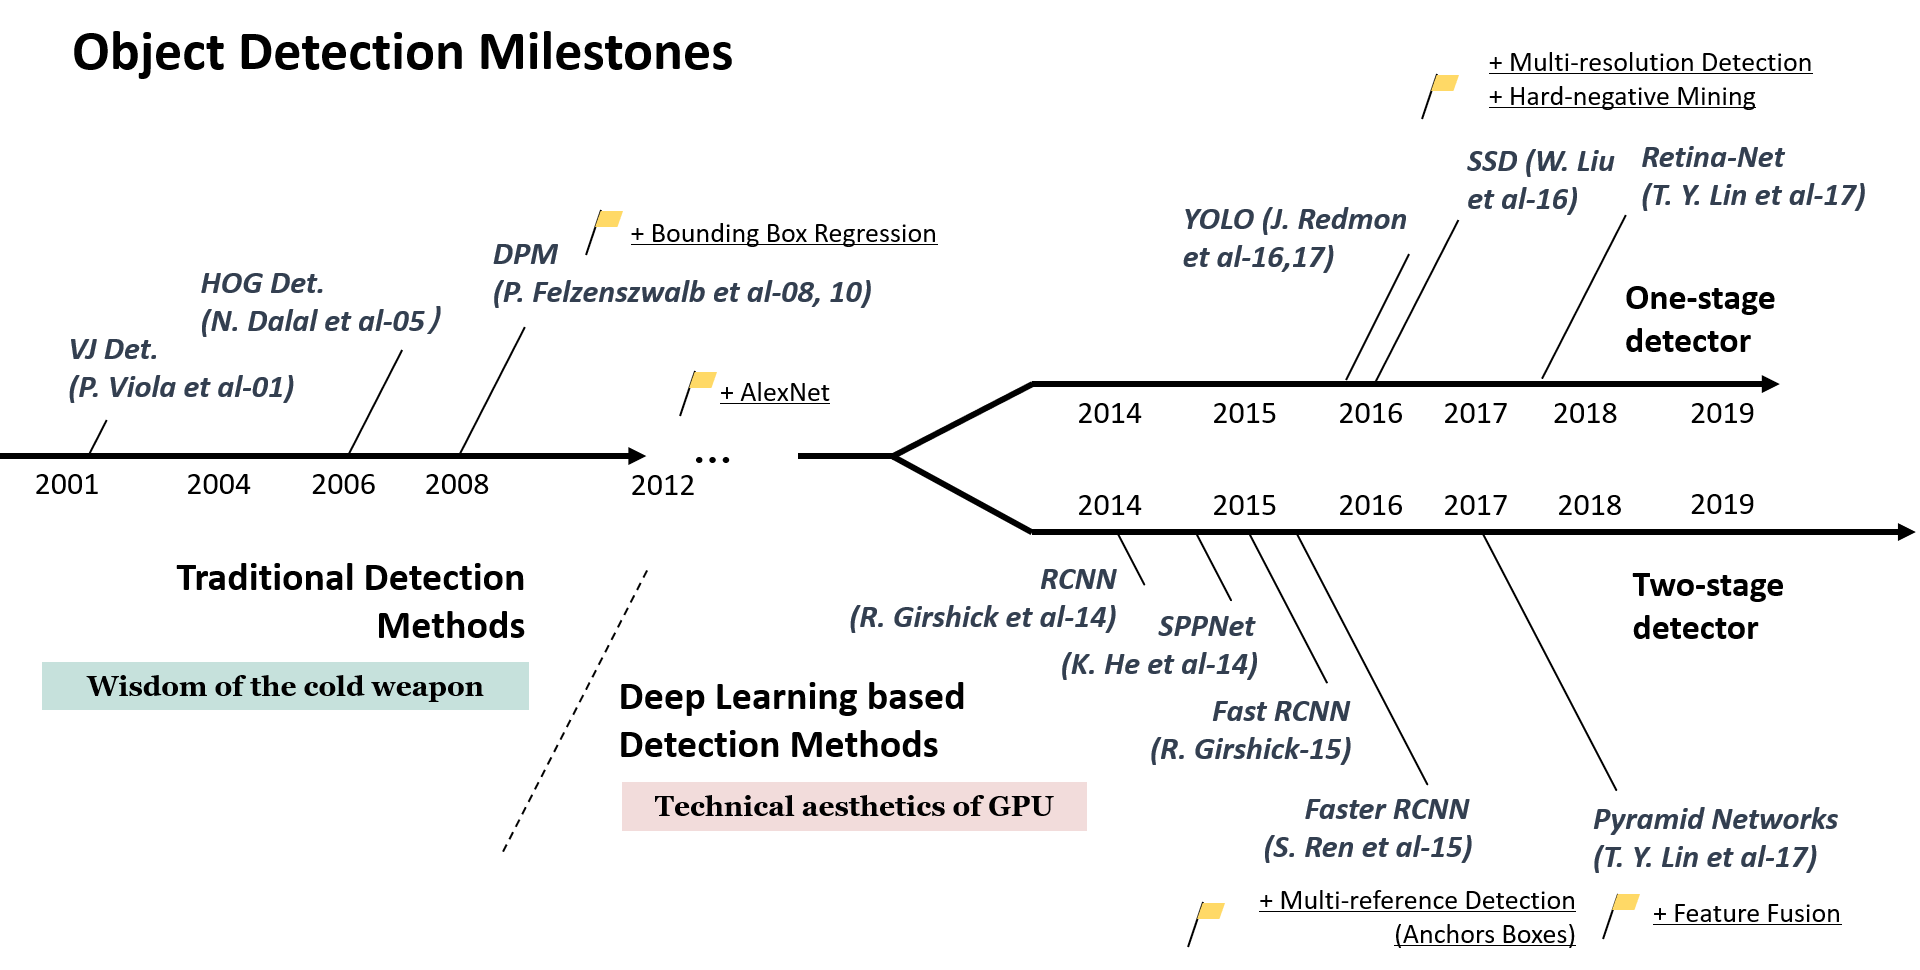 Object Detection Milestones
+ Multi-resolution Detection
+ Hard-negative Mining
SSD (W. Liu
et al-16)
Retina-Net
(T. Y. Lin et al-17)
YOLO (J. Redmon
et al-16,17)
+ Bounding Box Regression
DPM
(P. Felzenszwalb et al-08, 10)
HOG Det.
(N. Dalal et al-05）
VJ Det.
(P. Viola et al-01)
+ AlexNet
...
One-stage
detector
2014 2015 2016 2017 2018 2019
2001 2004 2006 2008 2012
2014 2015 2016 2017 2018 2019
Traditional Detection
Methods
Wisdom of the cold weapon
Deep Learning based
Detection Methods
Technical aesthetics of GPU
RCNN
(R. Girshick et al-14)
SPPNet
(K. He et al-14)
Fast RCNN
(R. Girshick-15)
Faster RCNN
(S. Ren et al-15)
+ Multi-reference Detection
(Anchors Boxes)
Two-stage
detector
Pyramid Networks
(T. Y. Lin et al-17)
+ Feature Fusion